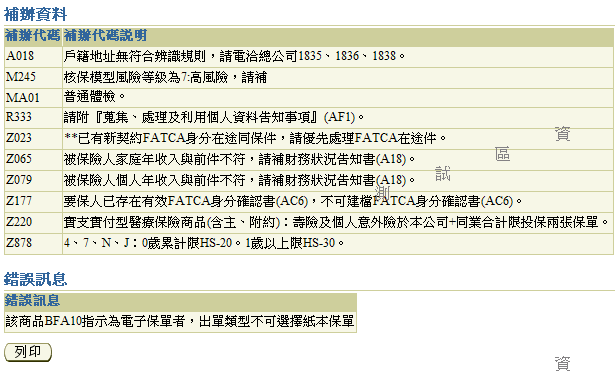 補辦資料
補辦代碼 補辦代碼説明
A018 戶籍地址無符合辨識規則，請電洽總公司1835、1836、1838。
M245 核保模型風險等級為7:高風險，請補
MA01 普通體檢。
R333 請附『蒐集、處理及利用個人資料告知事項』(AF1)。
Z023 **已有新契約FATCA身分在途同保件，請優先處理FATCA在途件。
Z065 被保險人家庭年收入與前件不符，請補財務狀況告知書(A18)。
Z079 被保險人個人年收入與前件不符，請補財務狀況告知書(A18)。
Z177 要保人已存在有效FATCA身分確認書(AC6)，不可建檔FATCA身分確認書(AC6)。
Z220 實支實付型醫療保險商品(含主、附約)：壽險及個人意外險於本公司+同業合計限投保兩張保單。
Z878 4、7、N、J：0歲累計限HS-20。1歲以上限HS-30。
資
區
試
測
錯誤訊息
錯誤訊息
該商品BFA10指示為電子保單者，出單類型不可選擇紙本保單
列印
資